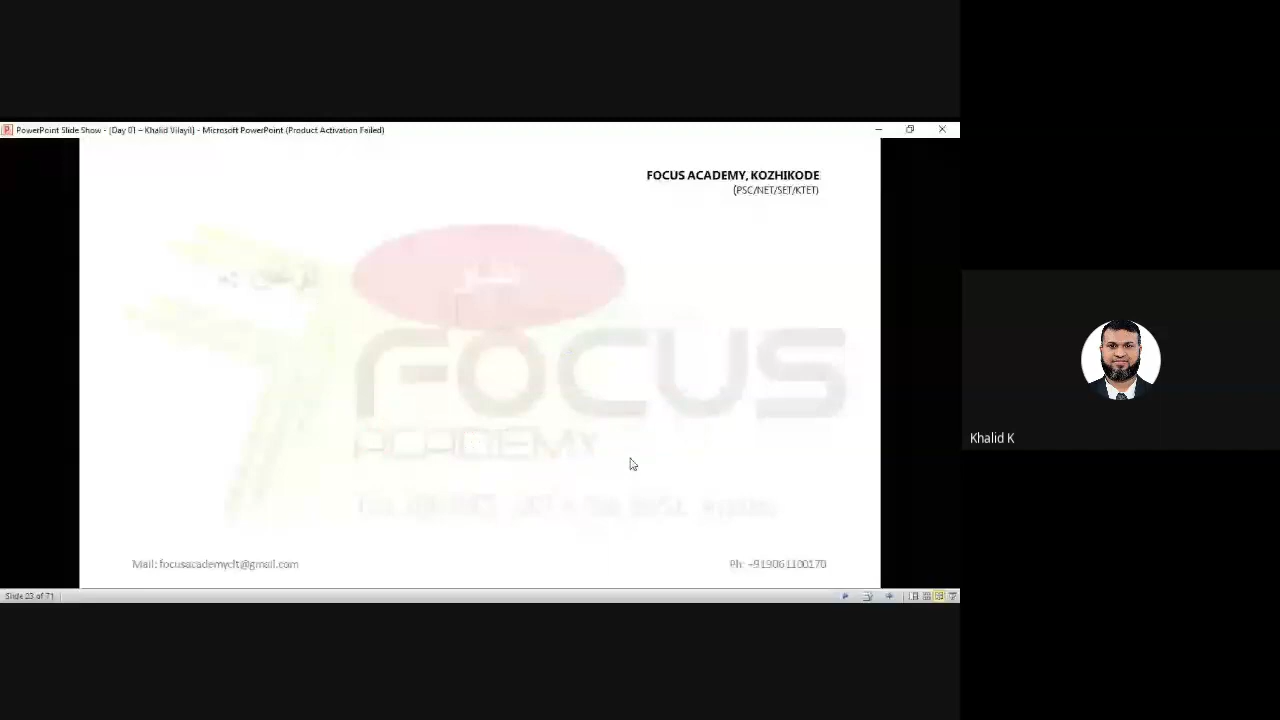 PowerPoint Slide Show - (Day 01 – Khalid Vilayil) - Microsoft PowerPoint (Product Activation Failed)
FOCUS ACADEMY, KOZHIKODE
(PSC/NET/SET/KTET)
FOCUS
ACADEMY
Khalid K
Mail: focusacademyclt@gmail.com
Ph: +919061100170
Slide 23 of 71